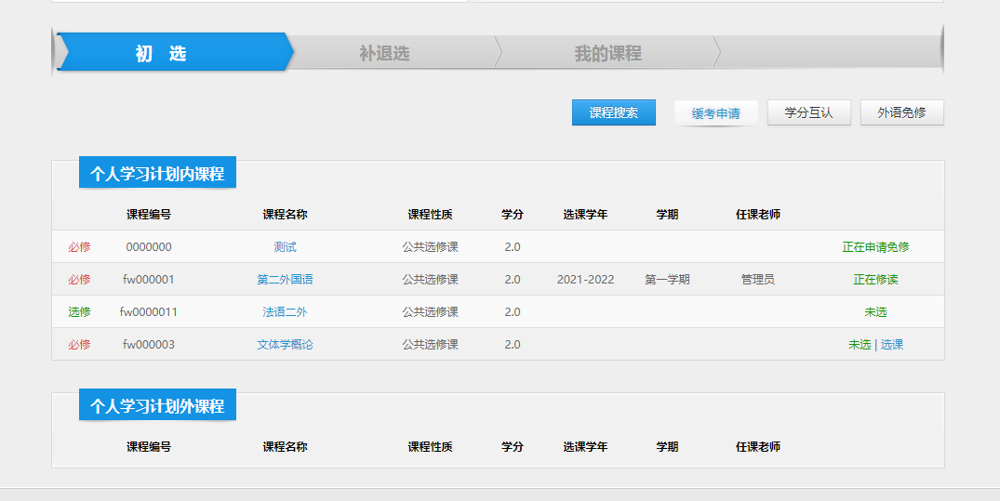 初 选 补退选 我的课程
课程搜索 缓考申请 学分互认 外语免修
个人学习计划内课程
课程编号 课程名称 课程性质 学分 选课学年 学期 任课老师
必修 0000000 测试 公共选修课 2.0 正在申请免修
必修 fw000001 第二外国语 公共选修课 2.0 2021-2022 第一学期 管理员 正在修读
选修 fw0000011 法语二外 公共选修课 2.0 未选
必修 fw000003 文体学概论 公共选修课 2.0 未选 | 选课
个人学习计划外课程
课程编号 课程名称 课程性质 学分 选课学年 学期 任课老师